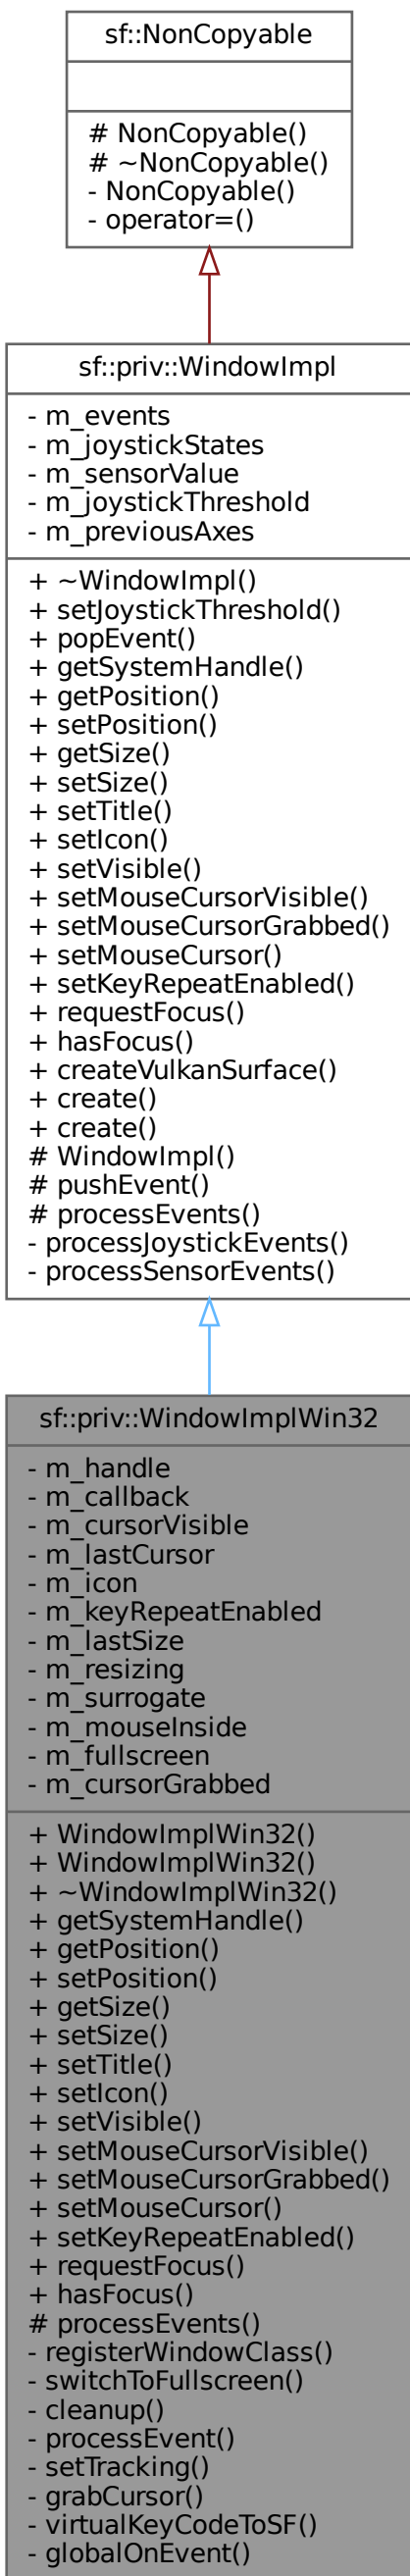 sf::NonCopyable
# NonCopyable()
# ~NonCopyable()
- NonCopyable()
- operator=()
sf::priv::WindowImpl
- m_events
- m_joystickStates
- m_sensorValue
- m_joystickThreshold
- m_previousAxes
+ ~WindowImpl()
+ setJoystickThreshold()
+ popEvent()
+ getSystemHandle()
+ getPosition()
+ setPosition()
+ getSize()
+ setSize()
+ setTitle()
+ setIcon()
+ setVisible()
+ setMouseCursorVisible()
+ setMouseCursorGrabbed()
+ setMouseCursor()
+ setKeyRepeatEnabled()
+ requestFocus()
+ hasFocus()
+ createVulkanSurface()
+ create()
+ create()
# WindowImpl()
# pushEvent()
# processEvents()
- processJoystickEvents()
- processSensorEvents()
sf::priv::WindowImplWin32
- m_handle
- m_callback
- m_cursorVisible
- m_lastCursor
- m_icon
- m_keyRepeatEnabled
- m_lastSize
- m_resizing
- m_surrogate
- m_mouseInside
- m_fullscreen
- m_cursorGrabbed
+ WindowImplWin32()
+ WindowImplWin32()
+ ~WindowImplWin32()
+ getSystemHandle()
+ getPosition()
+ setPosition()
+ getSize()
+ setSize()
+ setTitle()
+ setIcon()
+ setVisible()
+ setMouseCursorVisible()
+ setMouseCursorGrabbed()
+ setMouseCursor()
+ setKeyRepeatEnabled()
+ requestFocus()
+ hasFocus()
# processEvents()
- registerWindowClass()
- switchToFullscreen()
- cleanup()
- processEvent()
- setTracking()
- grabCursor()
- virtualKeyCodeToSF()
- globalOnEvent()